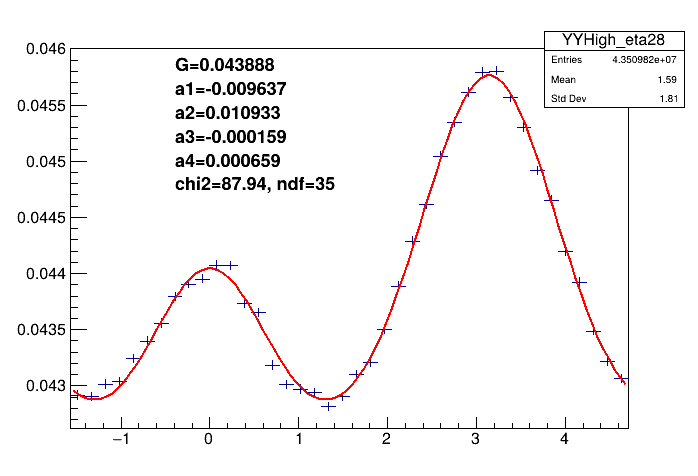 YYHigh_eta28
Entries 4.350982e+07
Mean 1.59
Std Dev 1.81
G=0.043888
a1=-0.009637
a2=0.010933
a3=-0.000159
a4=0.000659
chi2=87.94, ndf=35
0.046
0.0455
0.045
0.0445
0.044
0.0435
0.043
−1 0 1 2 3 4